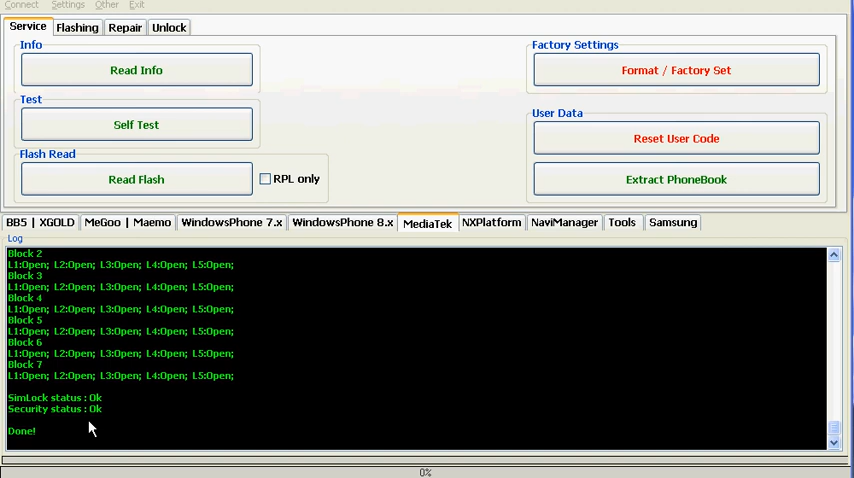 Connect Settings Other Exit
Service Flashing Repair Unlock
Info
Read Info
Test
Self Test
Flash Read
Read Flash RPL only
Factory Settings
Format / Factory Set
User Data
Reset User Code
Extract PhoneBook
BB5 | XGOLD MeGoo | Maemo WindowsPhone 7.x WindowsPhone 8.x MediaTek NXPlatform NaviManager Tools Samsung
Log
Block 2
L1:Open; L2:Open; L3:Open; L4:Open; L5:Open;
Block 3
L1:Open; L2:Open; L3:Open; L4:Open; L5:Open;
Block 4
L1:Open; L2:Open; L3:Open; L4:Open; L5:Open;
Block 5
L1:Open; L2:Open; L3:Open; L4:Open; L5:Open;
Block 6
L1:Open; L2:Open; L3:Open; L4:Open; L5:Open;
Block 7
L1:Open; L2:Open; L3:Open; L4:Open; L5:Open;
SimLock status : Ok
Security status : Ok
Done!
0%